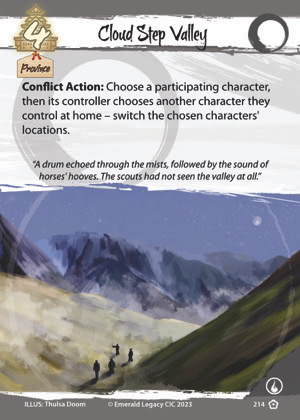 Cloud Step Valley
4
Province
Conflict Action: Choose a participating character,
then its controller chooses another character they
control at home – switch the chosen characters'
locations.
"A drum echoed through the mists, followed by the sound of
horses' hooves. The scouts had not seen the valley at all."
ILLUS: Thulsa Doom © Emerald Legacy CIC 2023 214